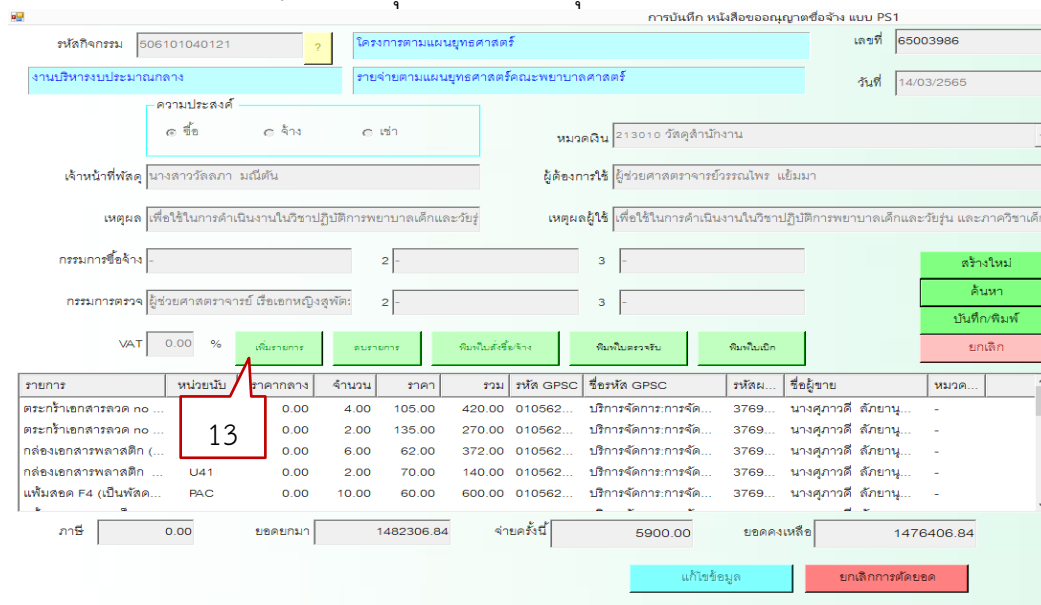 การบันทึก หนังสือขออณุญาตซื้อจ้าง แบบ PS1
รหัสกิจกรรม 506101040121 ? โครงการตามแผนยุทธศาสตร์ เลขที่ 65003986
งานบริหารงบประมาณกลาง รายจ่ายตามแผนยุทธศาสตร์คณะพยาบาลศาสตร์ วันที่ 14/03/2565
ความประสงค์
ซื้อ จ้าง เช่า หมวดเงิน 213010 วัสดุสำนักงาน
เจ้าหน้าที่พัสดุ นางสาววัลลภา มณีตัน ผู้ต้องการใช้ ผู้ช่วยศาสตราจารย์วรรณไพร แย้มมา
เหตุผล เพื่อใช้ในการดำเนินงานในวิชาปฏิบัติการพยาบาลเด็กและวัยรุ่ เหตุผลผู้ใช้ เพื่อใช้ในการดำเนินงานในวิชาปฏิบัติการพยาบาลเด็กและวัยรุ่น และภาควิชาเด็ก
กรรมการซื้อจ้าง - 2 - 3 - สร้างใหม่
ค้นหา
กรรมการตรวจ ผู้ช่วยศาสตราจารย์ เรือเอกหญิงสุพัต 2 - 3 -
บันทึก/พิมพ์
VAT 0.00 % เพิ่มรายการ ลบรายการ พิมพ์ใบสั่งซื้อ/จ้าง พิมพ์ใบตรวจรับ พิมพ์ใบเบิก ยกเลิก
รายการ หน่วยนับ ราคากลาง จำนวน ราคา รวม รหัส GPSC ชื่อรหัส GPSC รหัสผ... ชื่อผู้ขาย หมวด...
ตระกร้าเอกสารลวด no ... 0.00 4.00 105.00 420.00 010562... บริการจัดการ:การจัด... 3769... นางศุภาวดี ลัภยานุ... -
ตระกร้าเอกสารลวด no ... 0.00 2.00 135.00 270.00 010562... บริการจัดการ:การจัด... 3769... นางศุภาวดี ลัภยานุ... -
13
กล่องเอกสารพลาสติก (... 0.00 6.00 62.00 372.00 010562... บริการจัดการ:การจัด... 3769... นางศุภาวดี ลัภยานุ... -
กล่องเอกสารพลาสติก ... U41 0.00 2.00 70.00 140.00 010562... บริการจัดการ:การจัด... 3769... นางศุภาวดี ลัภยานุ... -
แฟ้มสอด F4 (เป็นพัสด... PAC 0.00 10.00 60.00 600.00 010562... บริการจัดการ:การจัด... 3769... นางศุภาวดี ลัภยานุ... -
ภาษี 0.00 ยอดยกมา 1482306.84 จ่ายครั้งนี้ 5900.00 ยอดคงเหลือ 1476406.84
แก้ไขข้อมูล ยกเลิกการตัดยอด